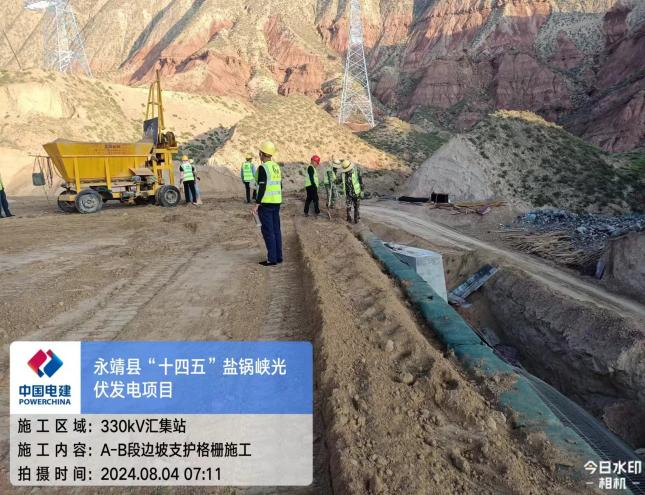 中国电建
POWERCHINA
永靖县“十四五”盐锅峡光
伏发电项目
施工区域：330kV汇集站
施工内容：A-B段边坡支护格栅施工
拍摄时间：2024.08.04 07:11
今日水印
相机